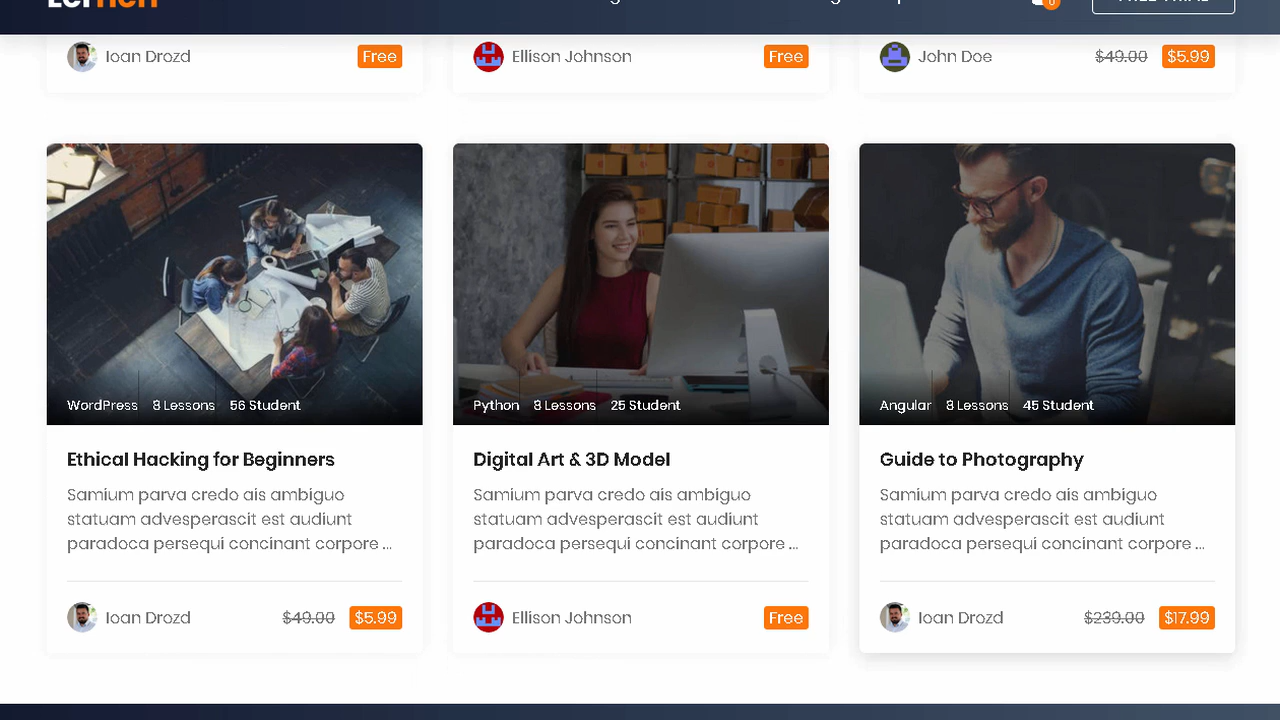 0
Ioan Drozd Free
Ellison Johnson Free
John Doe $49.00 $5.99
WordPress 3 Lessons 56 Student
Python 3 Lessons 25 Student
Angular 3 Lessons 45 Student
Ethical Hacking for Beginners
Samium parva credo ais ambiguo
statuam advesperascit est audiunt
paradoca persequi concinant corpore ...
Ioan Drozd $49.00 $5.99
Digital Art & 3D Model
Samium parva credo ais ambiguo
statuam advesperascit est audiunt
paradoca persequi concinant corpore ...
Ellison Johnson Free
Guide to Photography
Samium parva credo ais ambiguo
statuam advesperascit est audiunt
paradoca persequi concinant corpore ...
Ioan Drozd $239.00 $17.99